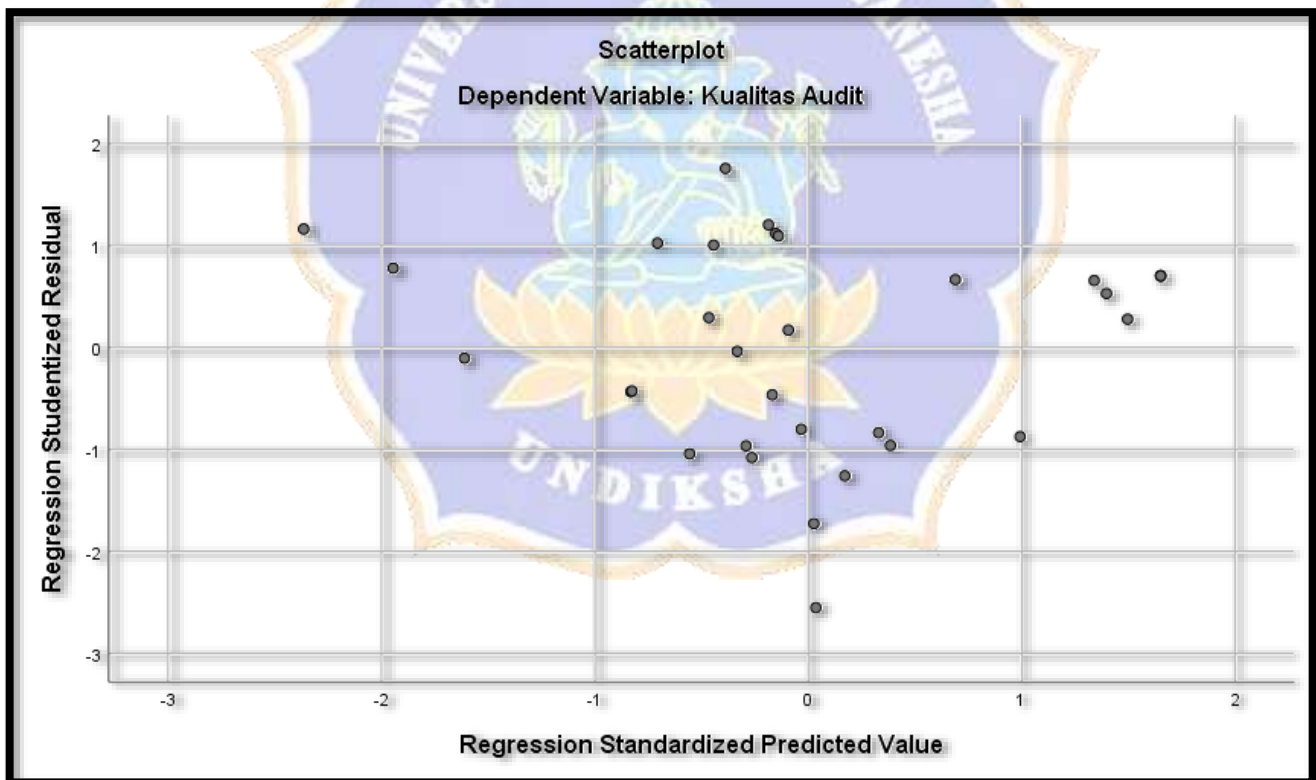 Scatterplot
Dependent Variable: Kualitas Audit
Regression Studentized Residual
2
1
0
-1
-2
-3
-3
-2
-1
0
1
2
Regression Standardized Predicted Value
UNDIKSHA